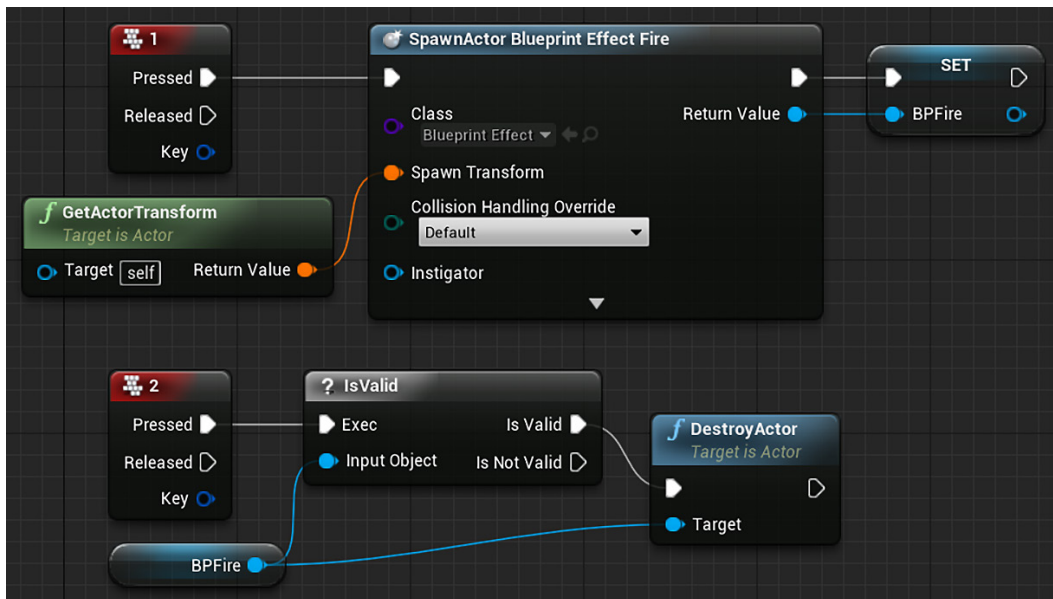 1
Pressed
Released
Key
SpawnActor Blueprint Effect Fire
Class
Blueprint Effect
Spawn Transform
Collision Handling Override
Default
Instigator
Return Value
SET
BPFire
GetActorTransform
Target is Actor
Target self
Return Value
2
Pressed
Released
Key
? IsValid
Exec
Is Valid
Input Object
Is Not Valid
DestroyActor
Target is Actor
Target
BPFire